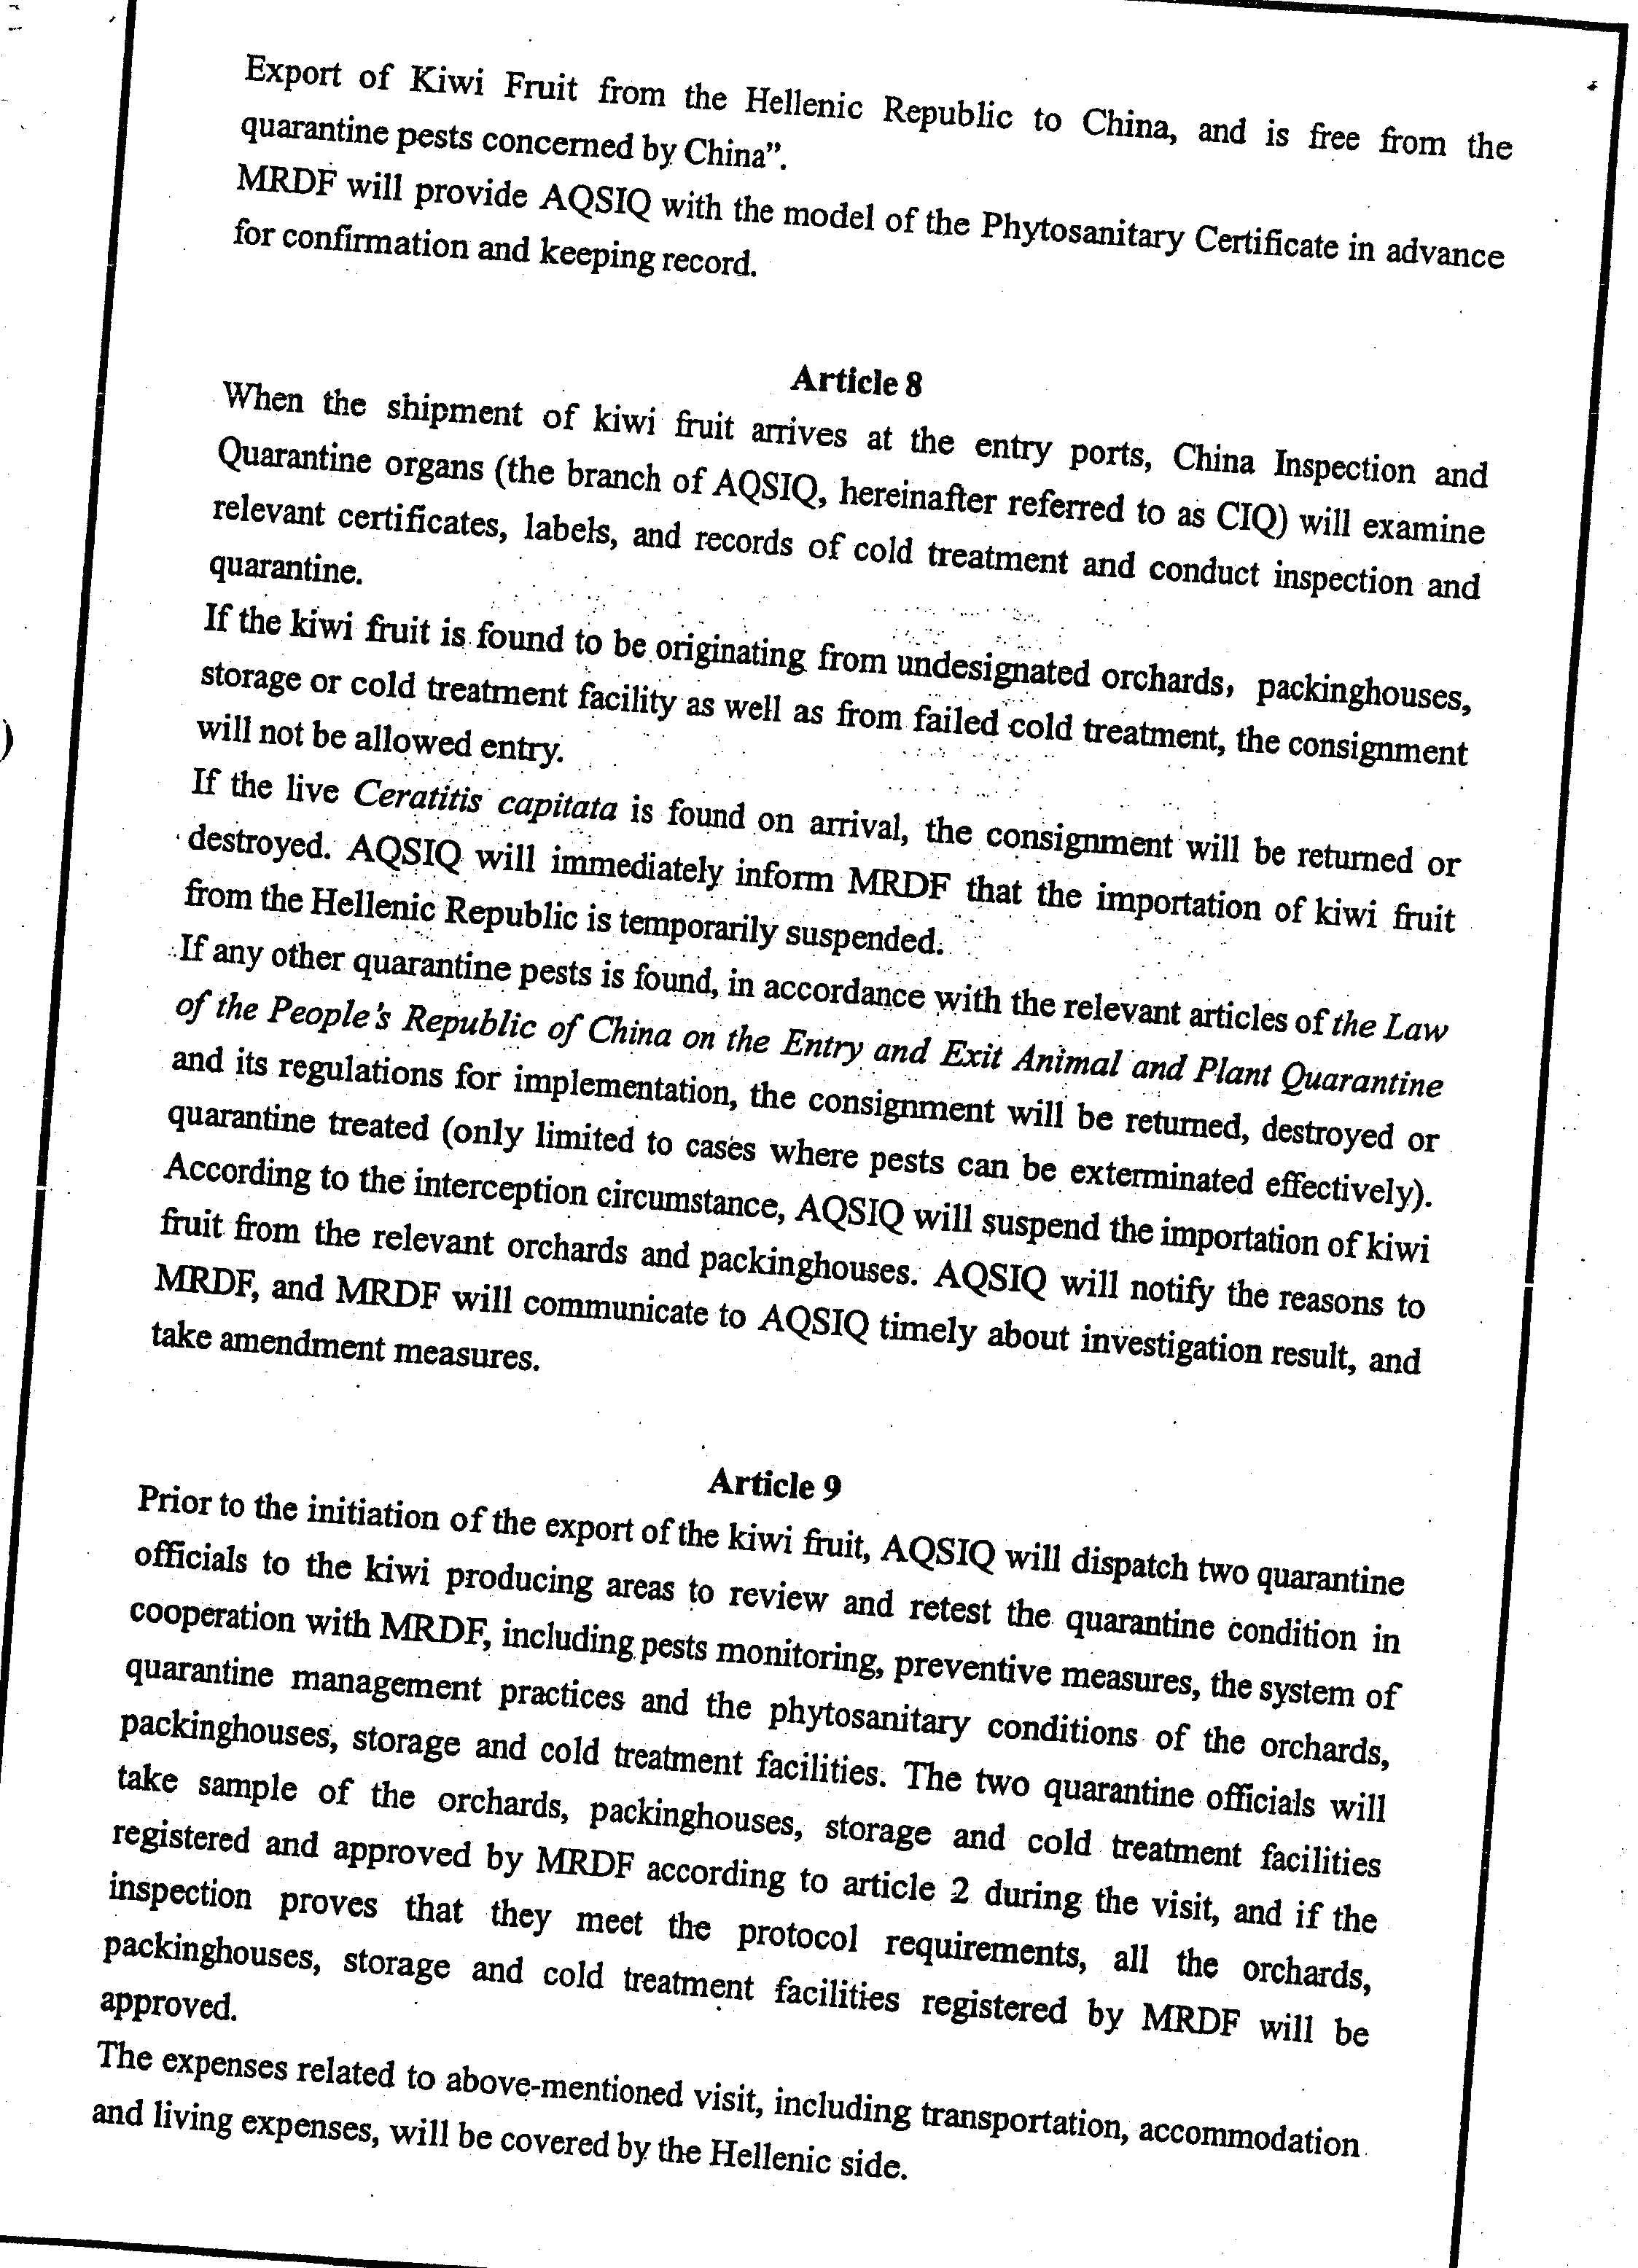 Export of Kiwi Fruit from the Hellenic Republic to China, and is free from the
quarantine pests concerned by China”.
MRDF will provide AQSIQ with the model of the Phytosanitary Certificate in advance
for confirmation and keeping record.
Article 8
When the shipment of kiwi fruit arrives at the entry ports, China Inspection and
Quarantine organs (the branch of AQSIQ, hereinafter referred to as CIQ) will examine
relevant certificates, labels, and records of cold treatment and conduct inspection and
quarantine.
If the kiwi fruit is found to be originating from undesignated orchards, packinghouses,
storage or cold treatment facility as well as from failed cold treatment, the consignment
will not be allowed entry.
If the live Ceratitis capitata is found on arrival, the consignment will be returned or
destroyed. AQSIQ will immediately inform MRDF that the importation of kiwi fruit
from the Hellenic Republic is temporarily suspended.
If any other quarantine pests is found, in accordance with the relevant articles of the Law
of the People's Republic of China on the Entry and Exit Animal and Plant Quarantine
and its regulations for implementation, the consignment will be returned, destroyed or
quarantine treated (only limited to cases where pests can be exterminated effectively).
According to the interception circumstance, AQSIQ will suspend the importation of kiwi
fruit from the relevant orchards and packinghouses. AQSIQ will notify the reasons to
MRDF, and MRDF will communicate to AQSIQ timely about investigation result, and
take amendment measures.
Article 9
Prior to the initiation of the export of the kiwi fruit, AQSIQ will dispatch two quarantine
officials to the kiwi producing areas to review and retest the quarantine condition in
cooperation with MRDF, including pests monitoring, preventive measures, the system of
quarantine management practices and the phytosanitary conditions of the orchards,
packinghouses, storage and cold treatment facilities. The two quarantine officials will
take sample of the orchards, packinghouses, storage and cold treatment facilities
registered and approved by MRDF according to article 2 during the visit, and if the
inspection proves that they meet the protocol requirements, all the orchards,
packinghouses, storage and cold treatment facilities registered by MRDF will be
approved.
The expenses related to above-mentioned visit, including transportation, accommodation
and living expenses, will be covered by the Hellenic side.